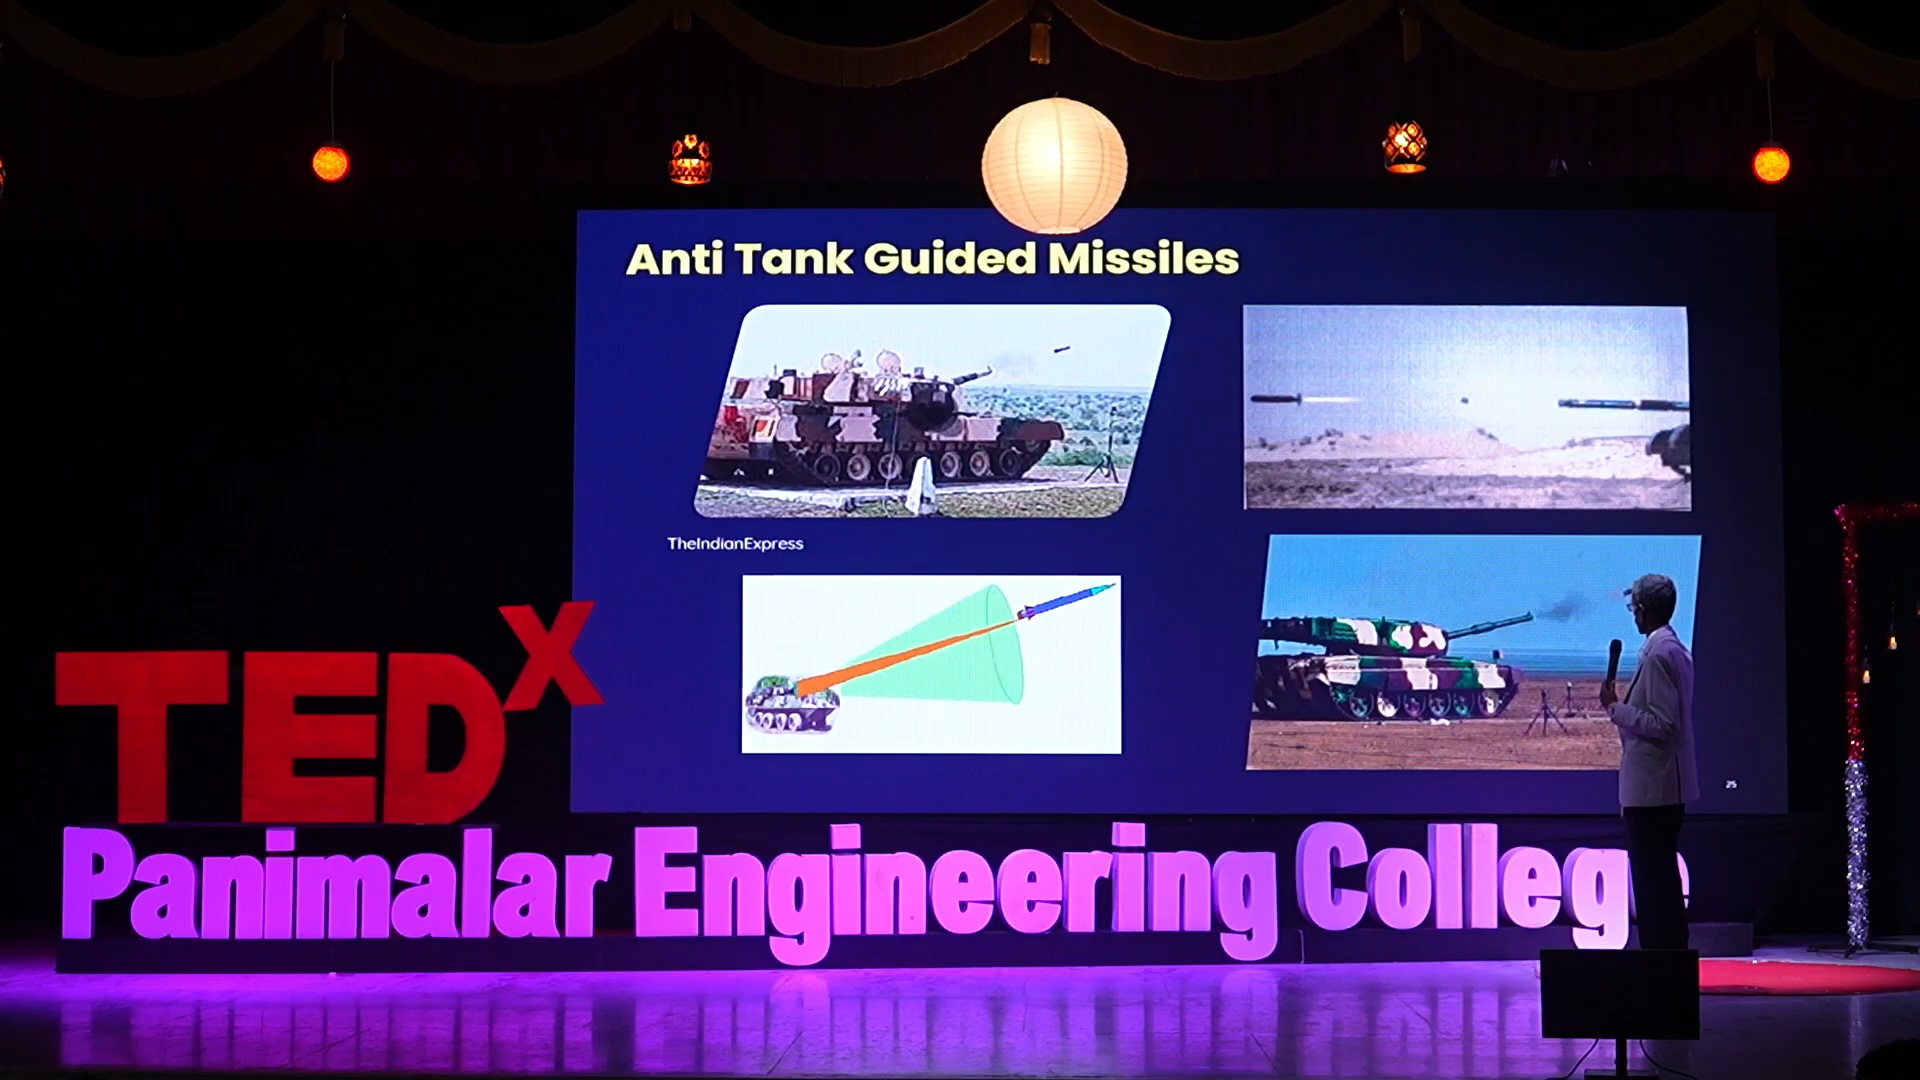 Anti Tank Guided Missiles
TheIndianExpress
25
TEDx
Panimalar Engineering College